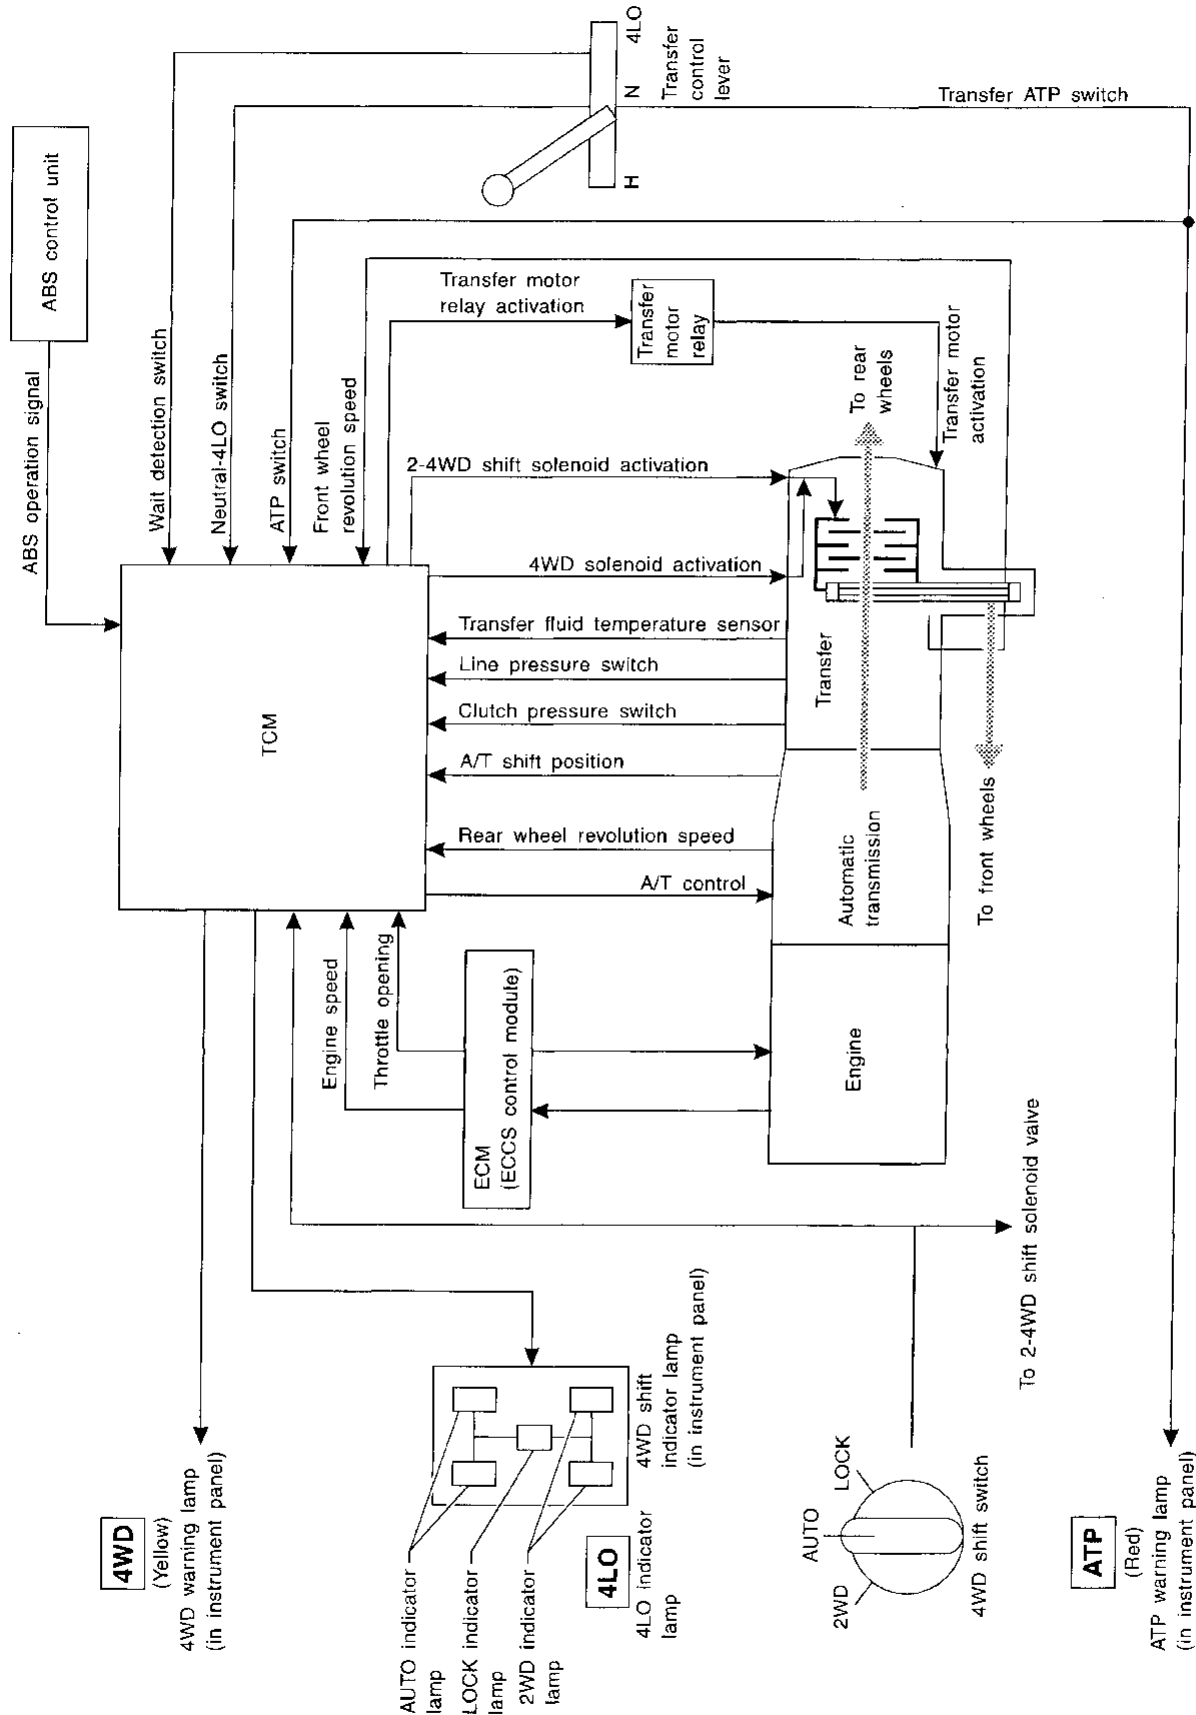 ABS control unit
ABS operation signal
Wait detection switch
Neutral-4LO switch
ATP switch
Front wheel
revolution speed
H
N
4LO
Transfer
control
lever
Transfer ATP switch
Transfer motor
relay activation
Transfer
motor
relay
Transfer motor
activation
To rear
wheels
2-4WD shift solenoid activation
4WD solenoid activation
Transfer fluid temperature sensor
Line pressure switch
Clutch pressure switch
A/T shift position
Rear wheel revolution speed
A/T control
TCM
Transfer
Automatic
transmission
Engine
To front wheels
Engine speed
Throttle opening
ECM
(ECCS control module)
To 2-4WD shift solenoid valve
4WD
(Yellow)
4WD warning lamp
(in instrument panel)
AUTO indicator
lamp
LOCK indicator
lamp
2WD indicator
lamp
4LO
4LO indicator
lamp
4WD shift
indicator lamp
(in instrument panel)
2WD
AUTO
LOCK
4WD shift switch
ATP
(Red)
ATP warning lamp
(in instrument panel)